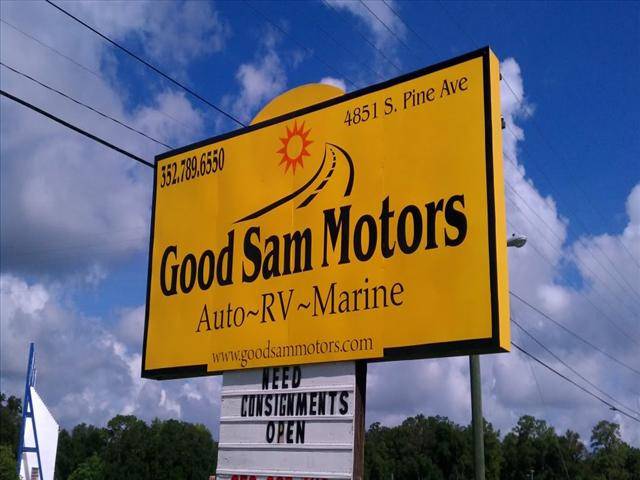 352.789.6550
4851 S. Pine Ave
Good Sam Motors
Auto~RV~Marine
www.goodsammotors.com
NEED
CONSIGNMENTS
OPEN